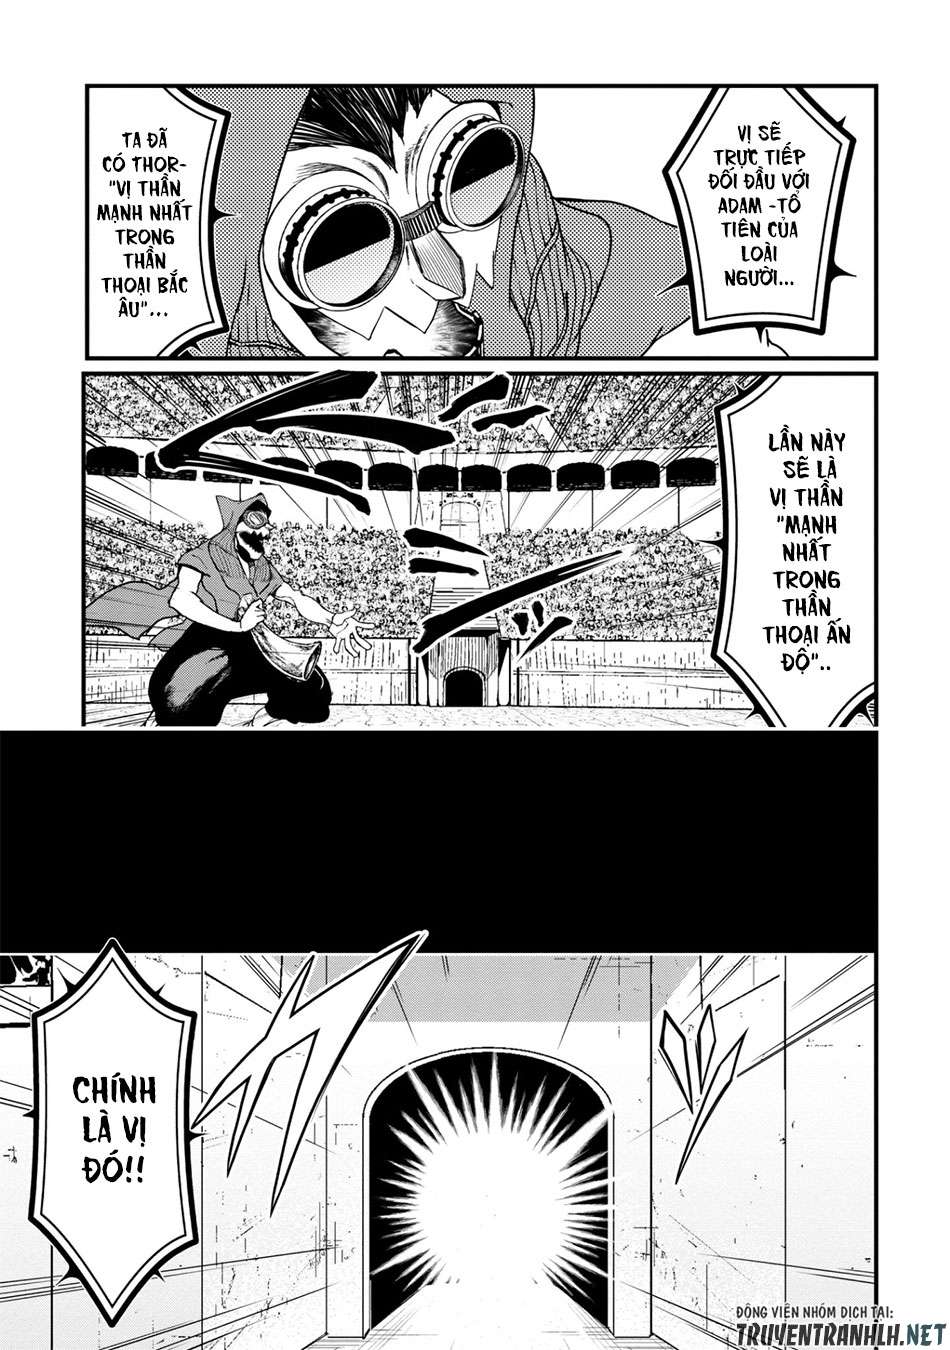 VỊ SẼ
TRỰC TIẾP
ĐỐI ĐẦU VỚI
ADAM -TỔ
TIÊN CỦA
LOÀI
NGƯỜI...
TA ĐÃ
CÓ THOR-
"VỊ THẦN
MẠNH NHẤT
TRONG
THẦN
THOẠI BẮC
ÂU"...
LẦN NÀY
SẼ LÀ
VỊ THẦN
"MẠNH
NHẤT
TRONG
THẦN
THOẠI ẤN
ĐỘ"..
CHÍNH
LÀ VỊ
ĐÓ!!
ĐỘNG VIÊN NHÓM DỊCH TẠI:
TRUYENTRANHLH.NET